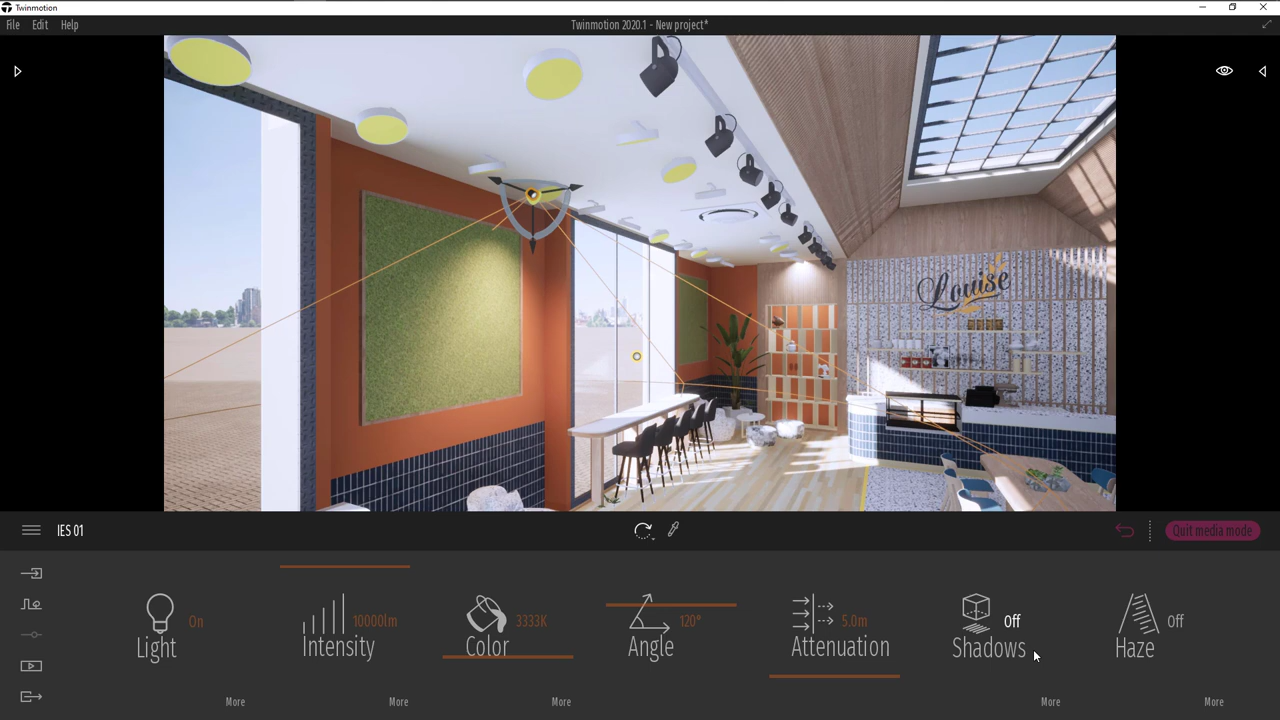 Twinmotion
File Edit Help Twinmotion 2020.1 - New project*
Louise
IES 01 Quit media mode
On 10000lm 3333K 120° 5.0m Off Off
Light Intensity Color Angle Attenuation Shadows Haze
More More More More More